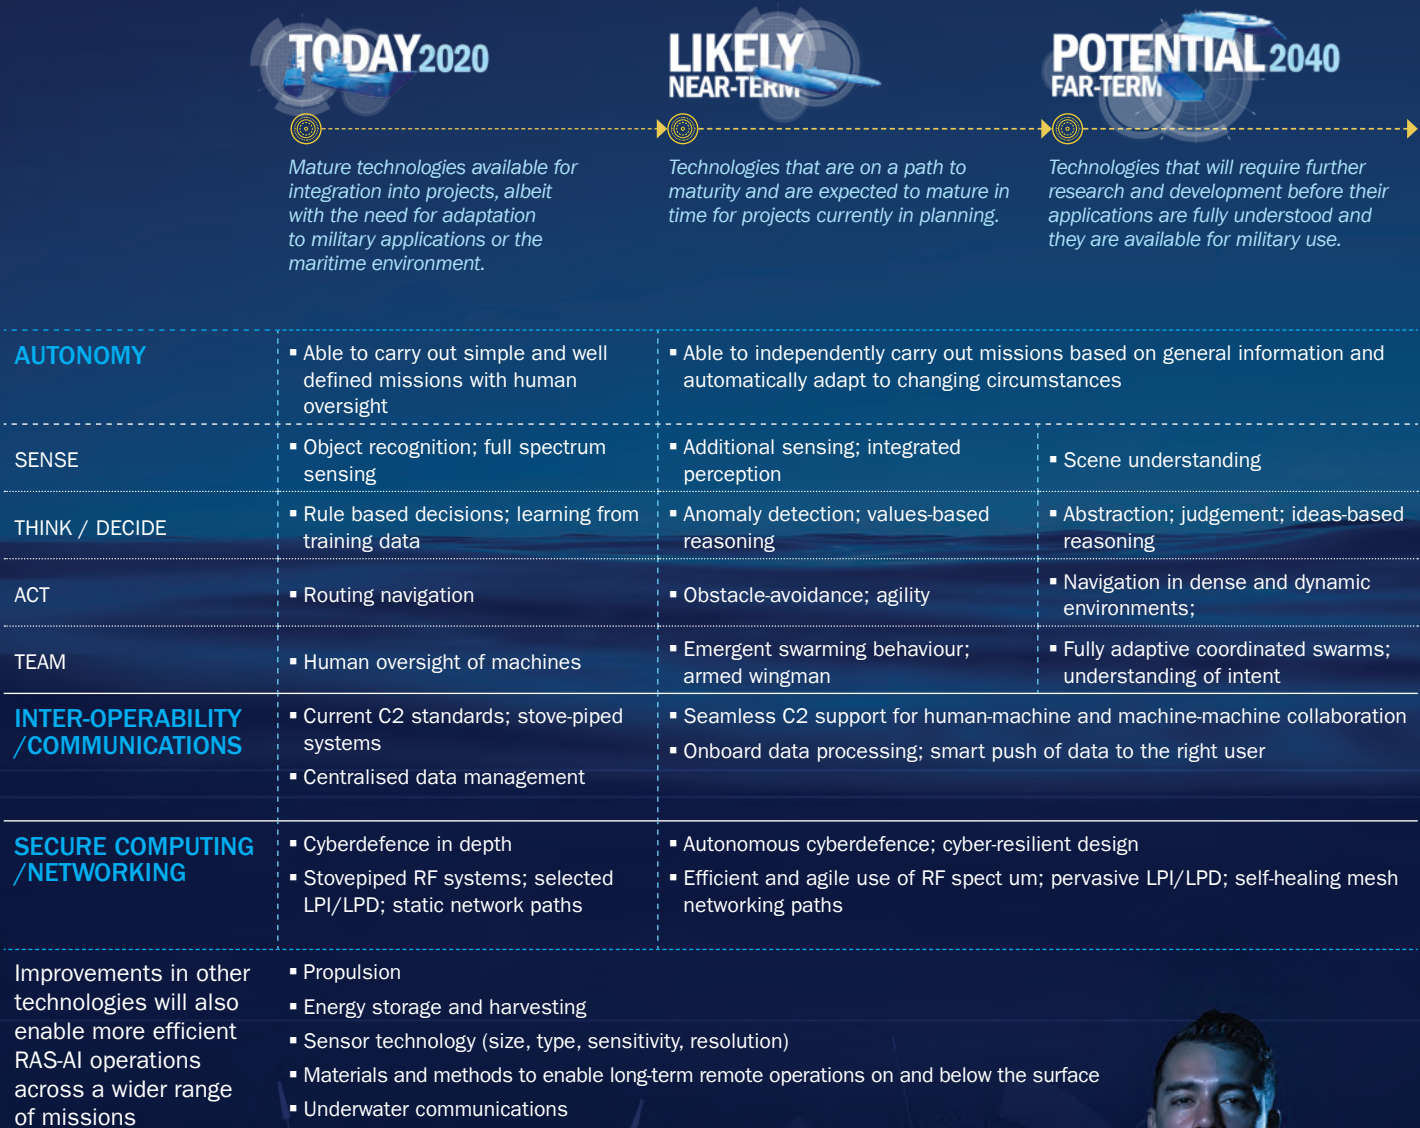 TODAY 2020
LIKELY
NEAR-TERM
POTENTIAL 2040
FAR-TERM
Mature technologies available for
integration into projects, albeit
with the need for adaptation
to military applications or the
maritime environment.
Technologies that are on a path to
maturity and are expected to mature in
time for projects currently in planning.
Technologies that will require further
research and development before their
applications are fully understood and
they are available for military use.
AUTONOMY
▪ Able to carry out simple and well
defined missions with human
oversight
▪ Able to independently carry out missions based on general information and
automatically adapt to changing circumstances
SENSE
▪ Object recognition; full spectrum
sensing
▪ Additional sensing; integrated
perception
▪ Scene understanding
THINK / DECIDE
▪ Rule based decisions; learning from
training data
▪ Anomaly detection; values-based
reasoning
▪ Abstraction; judgement; ideas-based
reasoning
ACT
▪ Routing navigation
▪ Obstacle-avoidance; agility
▪ Navigation in dense and dynamic
environments;
TEAM
▪ Human oversight of machines
▪ Emergent swarming behaviour;
armed wingman
▪ Fully adaptive coordinated swarms;
understanding of intent
INTER-OPERABILITY
/COMMUNICATIONS
▪ Current C2 standards; stove-piped
systems
▪ Centralised data management
▪ Seamless C2 support for human-machine and machine-machine collaboration
▪ Onboard data processing; smart push of data to the right user
SECURE COMPUTING
/NETWORKING
▪ Cyberdefence in depth
▪ Stovepiped RF systems; selected
LPI/LPD; static network paths
▪ Autonomous cyberdefence; cyber-resilient design
▪ Efficient and agile use of RF spect um; pervasive LPI/LPD; self-healing mesh
networking paths
Improvements in other
technologies will also
enable more efficient
RAS-AI operations
across a wider range
of missions
▪ Propulsion
▪ Energy storage and harvesting
▪ Sensor technology (size, type, sensitivity, resolution)
▪ Materials and methods to enable long-term remote operations on and below the surface
▪ Underwater communications